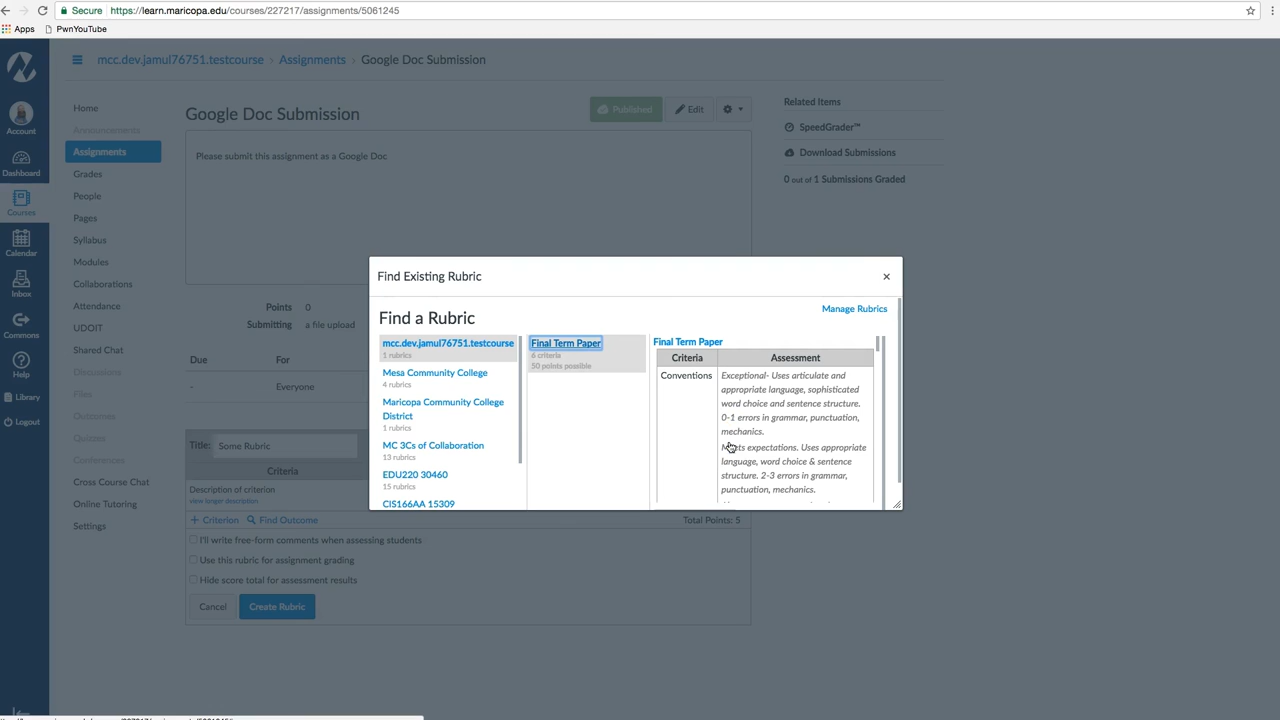 Secure https://learn.maricopa.edu/courses/227217/assignments/5061245
Apps PwnYouTube
mcc.dev.jamul76751.testcourse › Assignments › Google Doc Submission
Account
Dashboard
Courses
Calendar
Inbox
Commons
Help
Library
Logout
Home
Announcements
Assignments
Grades
People
Pages
Syllabus
Modules
Collaborations
Attendance
UDOIT
Shared Chat
Discussions
Files
Outcomes
Quizzes
Conferences
Cross Course Chat
Online Tutoring
Settings
Google Doc Submission
Published Edit
Please submit this assignment as a Google Doc
Points 0
Submitting a file upload
Due For
- Everyone
Title: Some Rubric
Criteria
Description of criterion
view longer description
+ Criterion Find Outcome Total Points: 5
I'll write free-form comments when assessing students
Use this rubric for assignment grading
Hide score total for assessment results
Cancel Create Rubric
Related Items
SpeedGrader™
Download Submissions
0 out of 1 Submissions Graded
Find Existing Rubric ×
Manage Rubrics
Find a Rubric
mcc.dev.jamul76751.testcourse
1 rubrics
Mesa Community College
4 rubrics
Maricopa Community College
District
1 rubrics
MC 3Cs of Collaboration
13 rubrics
EDU220 30460
15 rubrics
CIS166AA 15309
Final Term Paper
6 criteria
50 points possible
Final Term Paper
Criteria Assessment
Conventions
Exceptional- Uses articulate and
appropriate language, sophisticated
word choice and sentence structure.
0-1 errors in grammar, punctuation,
mechanics.
Meets expectations. Uses appropriate
language, word choice & sentence
structure. 2-3 errors in grammar,
punctuation, mechanics.